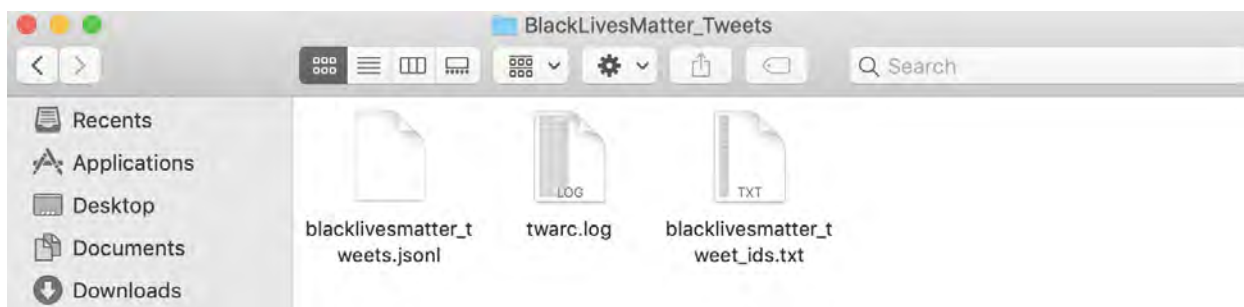 BlackLivesMatter_Tweets
Search
Recents
Applications
Desktop
Documents
Downloads
LOG
TXT
blacklivesmatter_t
weets.jsonl
twarc.log
blacklivesmatter_t
weet_ids.txt